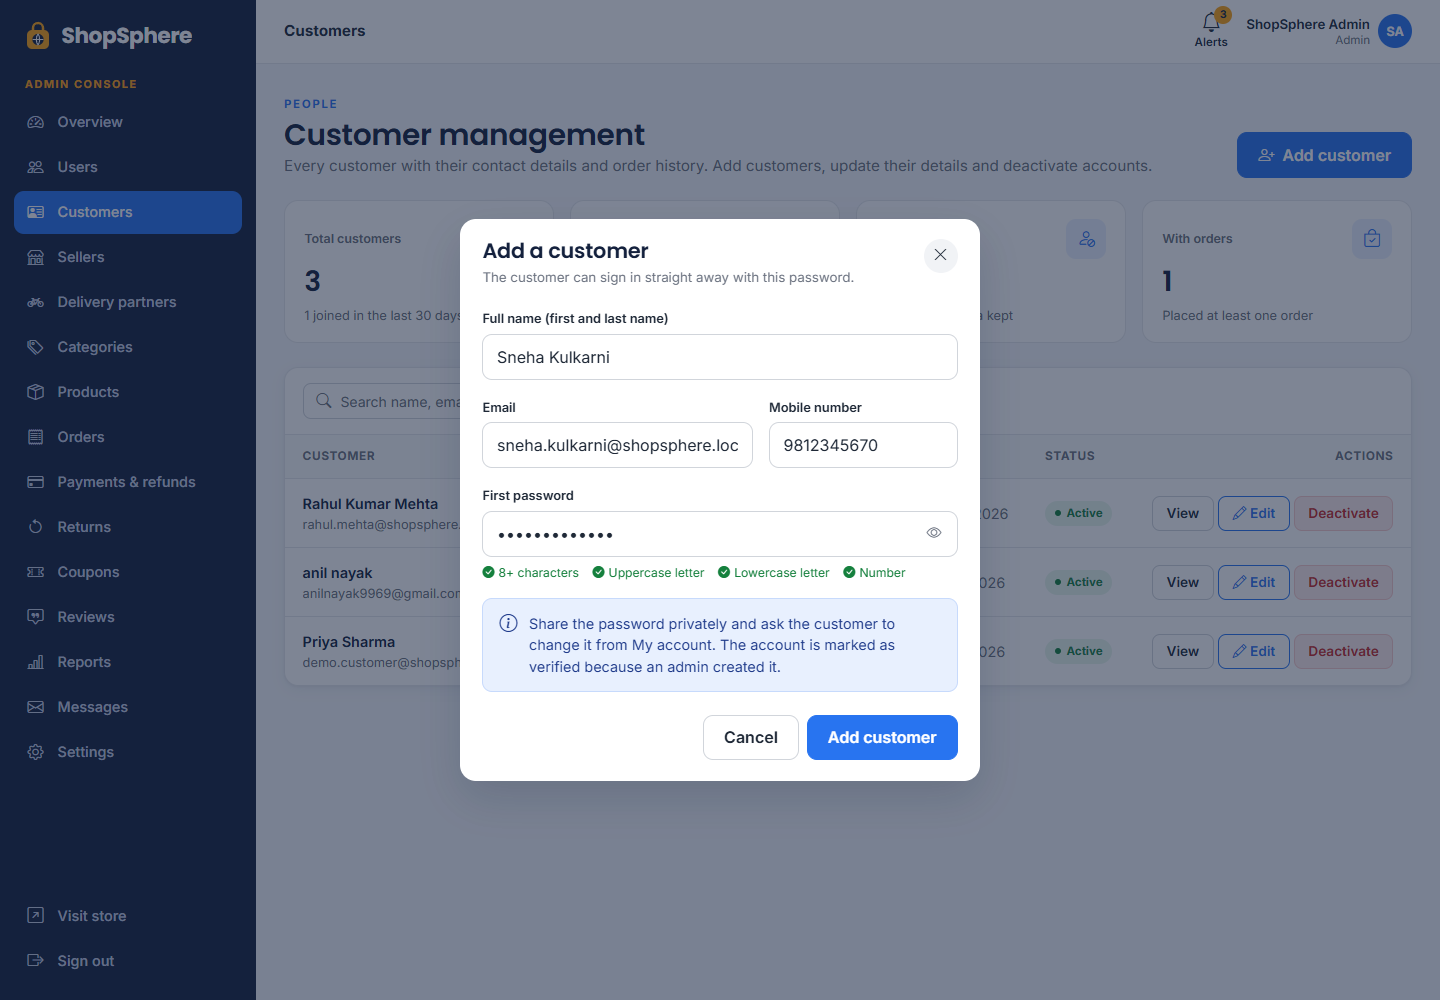 ShopSphere
ADMIN CONSOLE
Overview
Users
Customers
Sellers
Delivery partners
Categories
Products
Orders
Payments & refunds
Returns
Coupons
Reviews
Reports
Messages
Settings
Visit store
Sign out
Customers
3
Alerts
ShopSphere Admin
Admin
SA
PEOPLE
Customer management
Every customer with their contact details and order history. Add customers, update their details and deactivate accounts.
Add customer
Total customers
3
1 joined in the last 30 days
kept
With orders
1
Placed at least one order
Search name, ema
CUSTOMER
STATUS
ACTIONS
Rahul Kumar Mehta
rahul.mehta@shopsphere.
2026
Active
View
Edit
Deactivate
anil nayak
anilnayak9969@gmail.com
2026
Active
View
Edit
Deactivate
Priya Sharma
demo.customer@shopsph
2026
Active
View
Edit
Deactivate
Add a customer
The customer can sign in straight away with this password.
Full name (first and last name)
Sneha Kulkarni
Email
Mobile number
sneha.kulkarni@shopsphere.loc
9812345670
First password
•••••••••••••
8+ characters
Uppercase letter
Lowercase letter
Number
Share the password privately and ask the customer to
change it from My account. The account is marked as
verified because an admin created it.
Cancel
Add customer